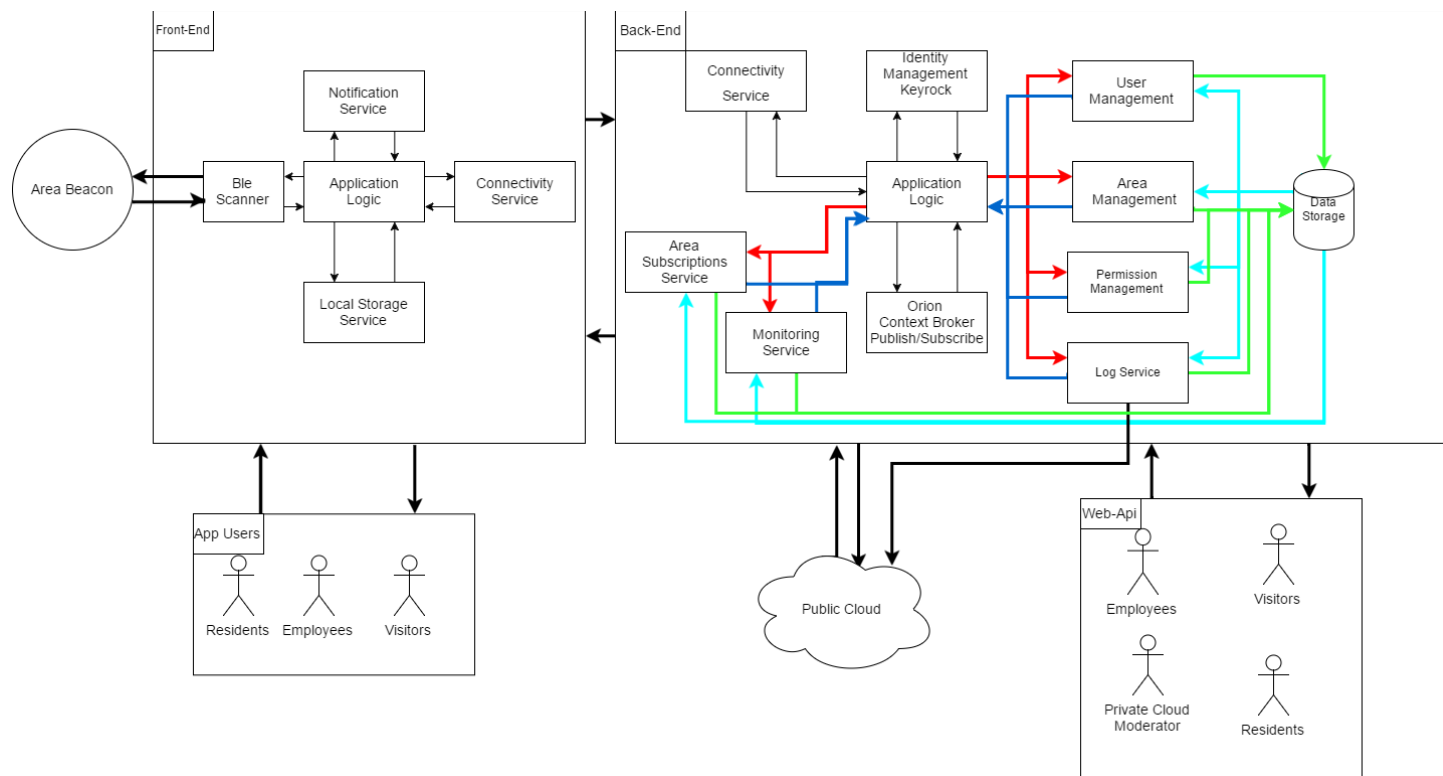 Front-End
Notification
Service
Area Beacon
Ble
Scanner
Application
Logic
Connectivity
Service
Local Storage
Service
Back-End
Connectivity
Service
Identity
Management
Keyrock
User
Management
Application
Logic
Area
Management
Data
Storage
Area
Subscriptions
Service
Permission
Management
Orion
Context Broker
Publish/Subscribe
Monitoring
Service
Log Service
App Users
Residents
Employees
Visitors
Public Cloud
Web-Api
Employees
Visitors
Private Cloud
Moderator
Residents